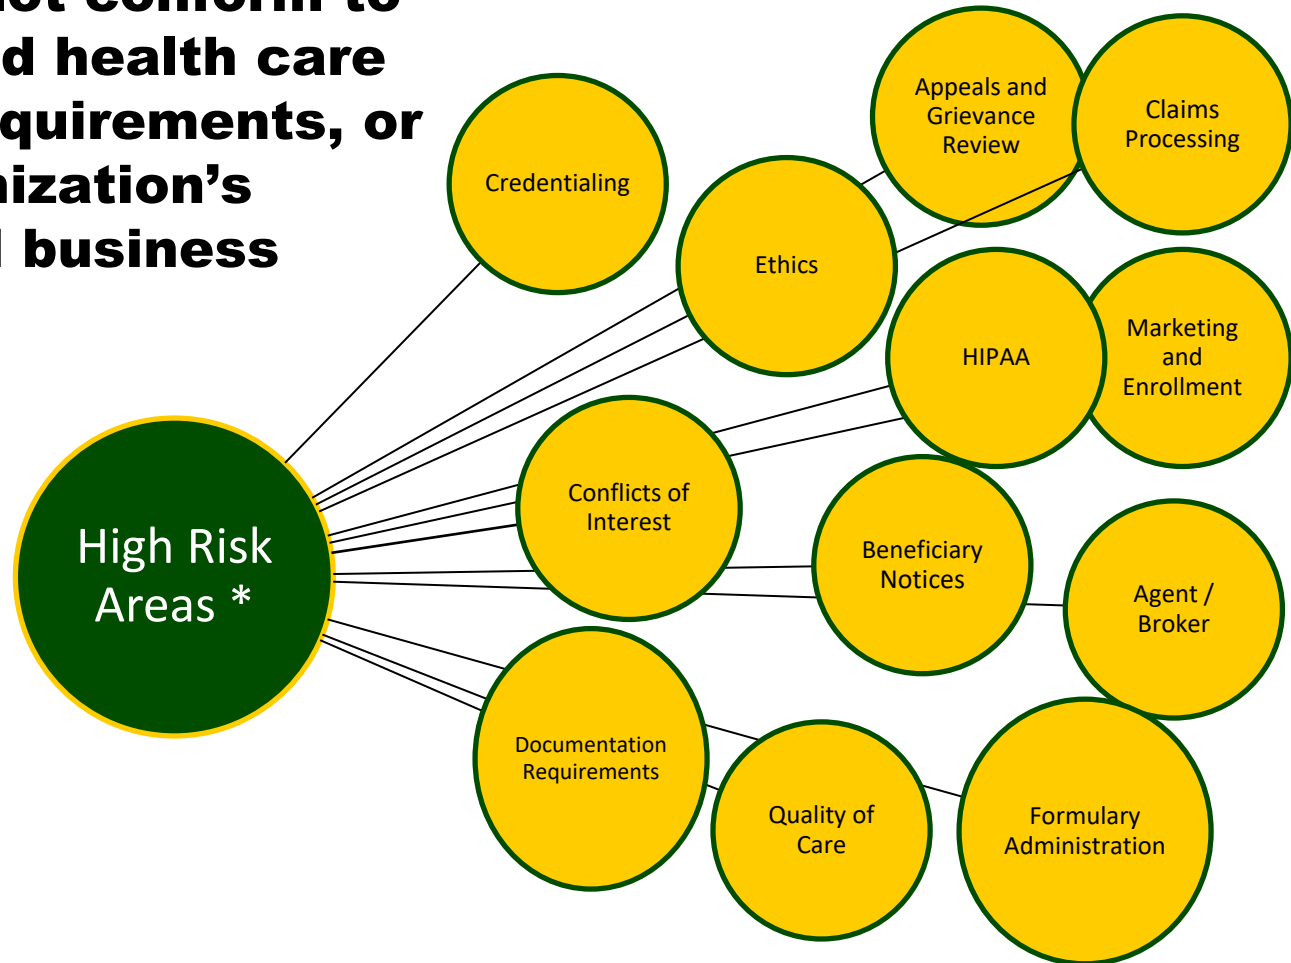 d health care
quirements, or
business
Credentialing
Appeals and
Grievance
Review
Claims
Processing
Ethics
HIPAA
Marketing
and
Enrollment
Conflicts of
Interest
High Risk
Areas *
Beneficiary
Notices
Agent /
Broker
Documentation
Requirements
Quality of
Care
Formulary
Administration